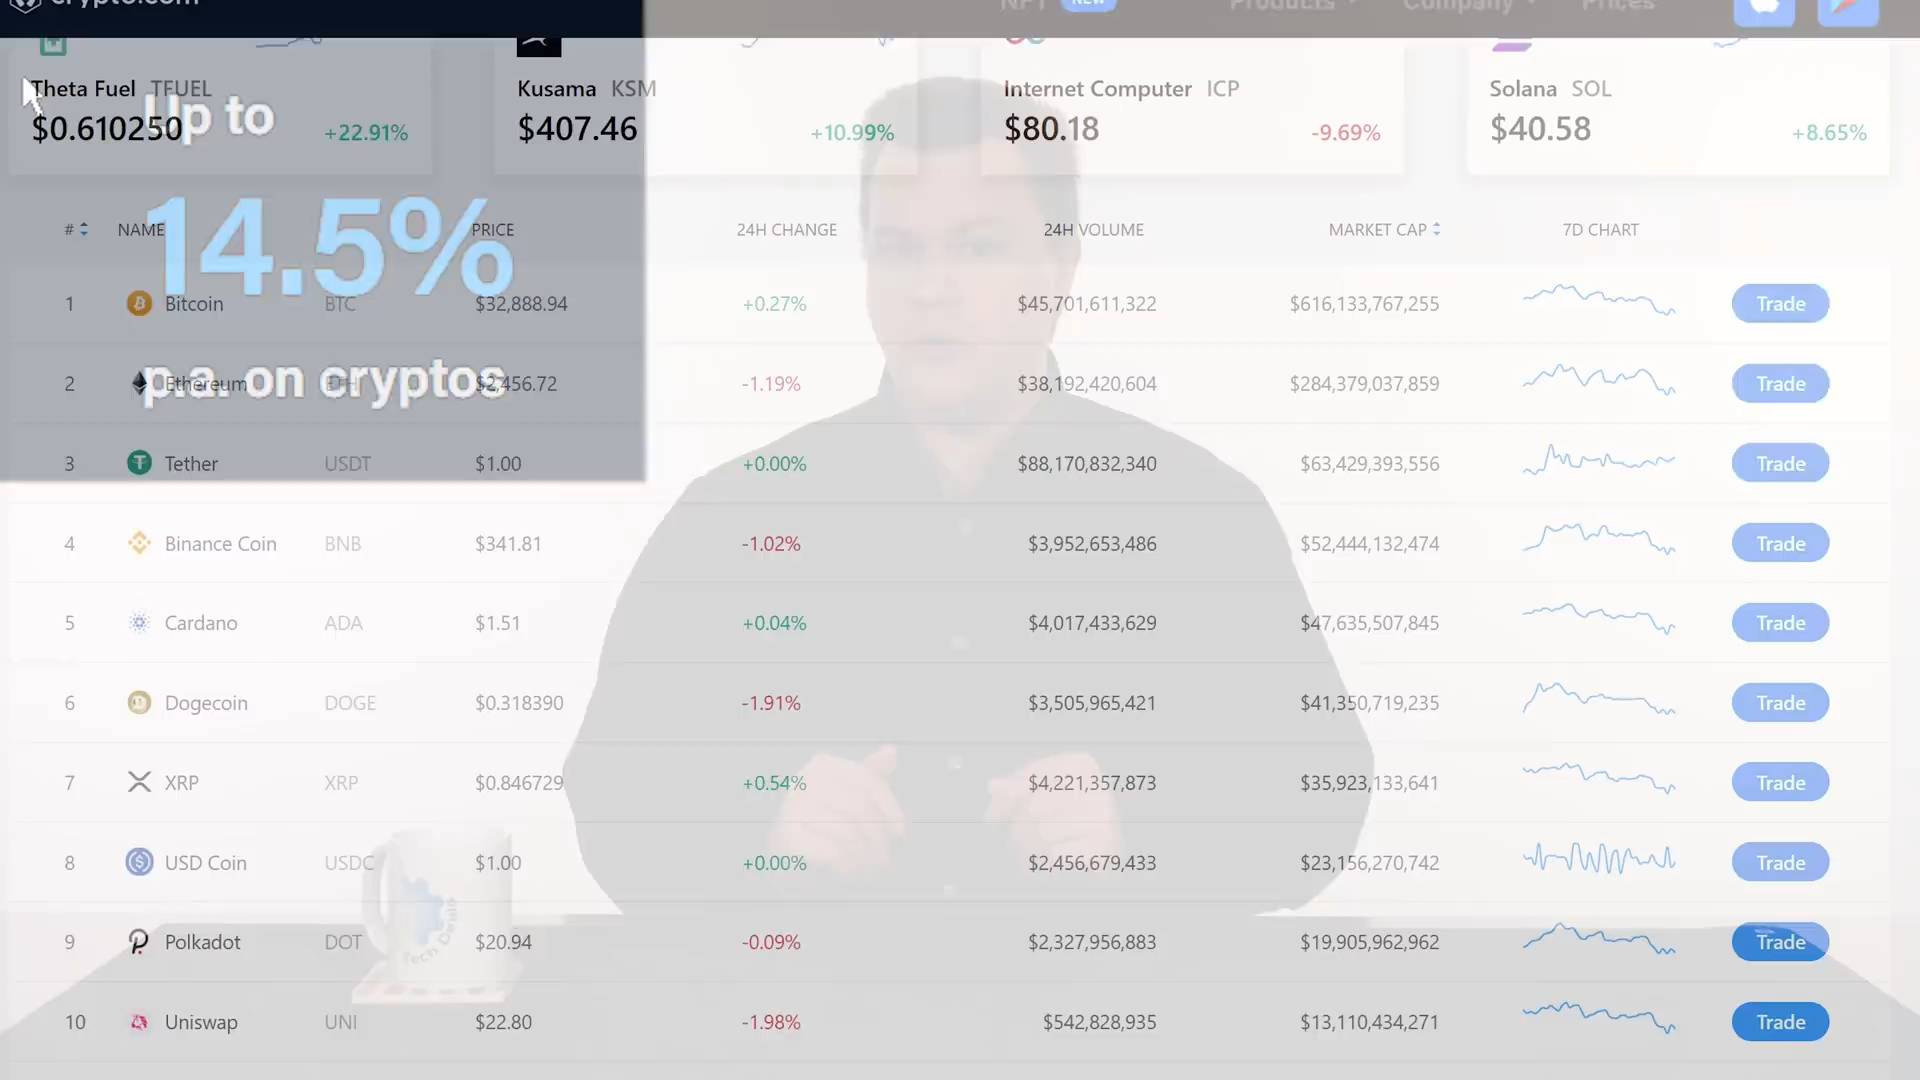 crypto.com
NFT NEW Products Company Prices
Theta Fuel TFUEL
$0.610250 +22.91%
Kusama KSM
$407.46 +10.99%
Internet Computer ICP
$80.18 -9.69%
Solana SOL
$40.58 +8.65%
Up to
14.5%
p.a. on cryptos
# NAME PRICE 24H CHANGE 24H VOLUME MARKET CAP 7D CHART
1 Bitcoin BTC $32,888.94 +0.27% $45,701,611,322 $616,133,767,255 Trade
2 Ethereum ETH $2,456.72 -1.19% $38,192,420,604 $284,379,037,859 Trade
3 Tether USDT $1.00 +0.00% $88,170,832,340 $63,429,393,556 Trade
4 Binance Coin BNB $341.81 -1.02% $3,952,653,486 $52,444,132,474 Trade
5 Cardano ADA $1.51 +0.04% $4,017,433,629 $47,635,507,845 Trade
6 Dogecoin DOGE $0.318390 -1.91% $3,505,965,421 $41,350,719,235 Trade
7 XRP XRP $0.846729 +0.54% $4,221,357,873 $35,923,133,641 Trade
8 USD Coin USDC $1.00 +0.00% $2,456,679,433 $23,156,270,742 Trade
9 Polkadot DOT $20.94 -0.09% $2,327,956,883 $19,905,962,962 Trade
10 Uniswap UNI $22.80 -1.98% $542,828,935 $13,110,434,271 Trade
Tech